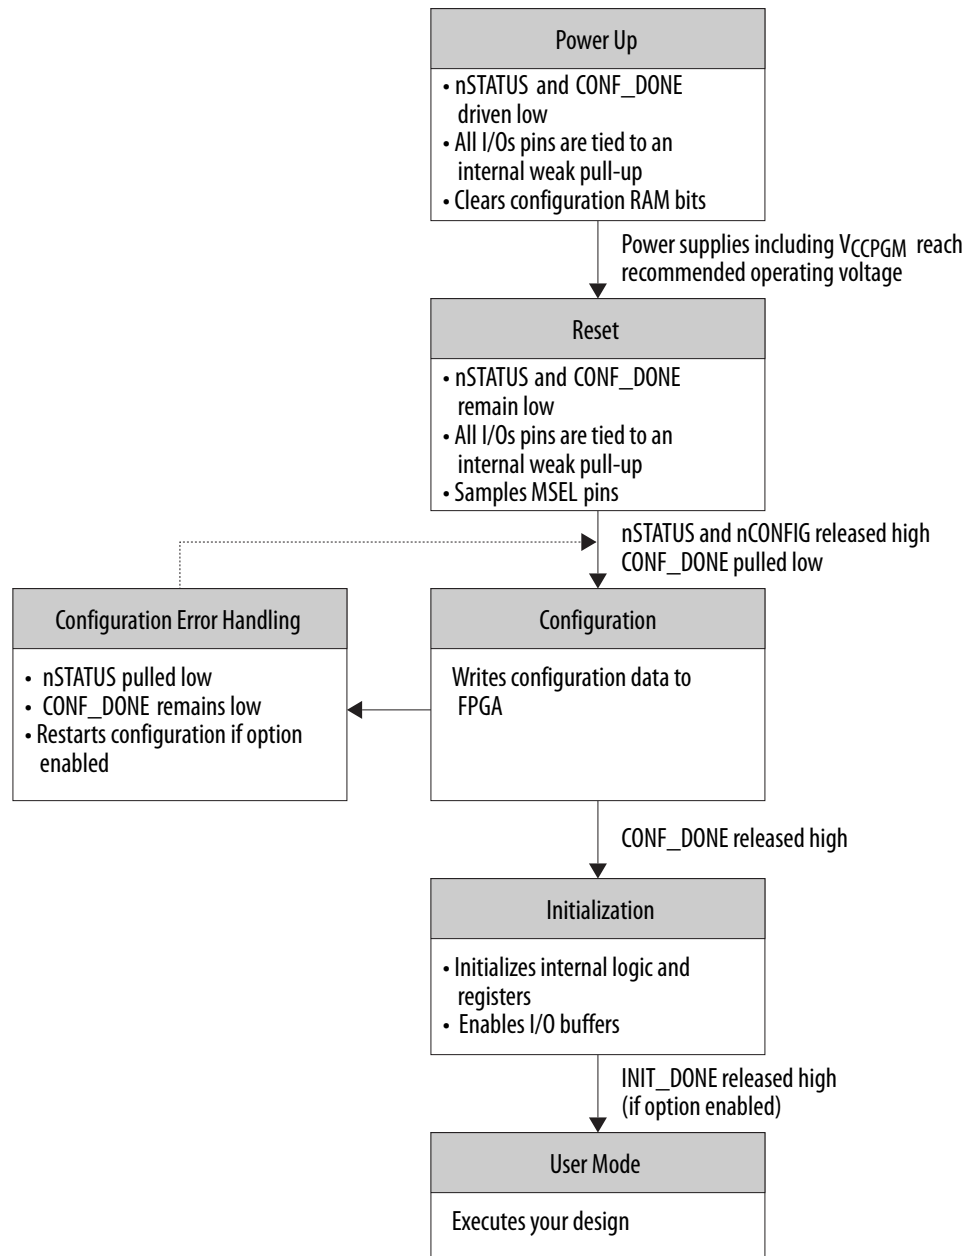 Power Up
• nSTATUS and CONF_DONE
driven low
• All I/Os pins are tied to an
internal weak pull-up
• Clears configuration RAM bits
Power supplies including VCCPGM reach
recommended operating voltage
Reset
• nSTATUS and CONF_DONE
remain low
• All I/Os pins are tied to an
internal weak pull-up
• Samples MSEL pins
nSTATUS and nCONFIG released high
CONF_DONE pulled low
Configuration Error Handling
• nSTATUS pulled low
• CONF_DONE remains low
• Restarts configuration if option
enabled
Configuration
Writes configuration data to
FPGA
CONF_DONE released high
Initialization
• Initializes internal logic and
registers
• Enables I/O buffers
INIT_DONE released high
(if option enabled)
User Mode
Executes your design